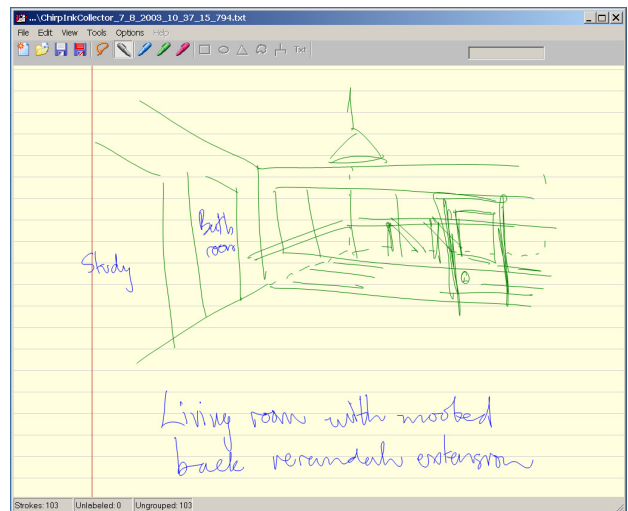 ...\ChirpInkCollector_7_8_2003_10_37_15_794.txt
File Edit View Tools Options Help
Txt
Bath
room
Study
Living room with mooted
back verandah extension
Strokes: 103 Unlabeled: 0 Ungrouped: 103